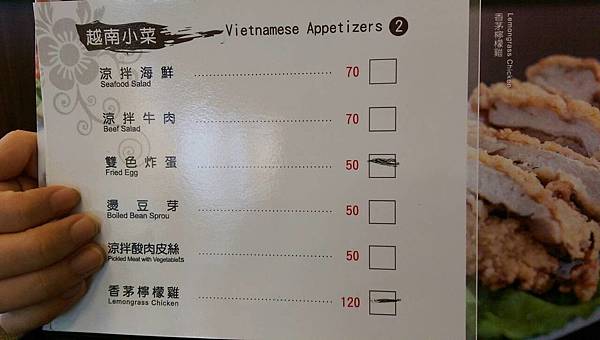 越南小菜 Vietnamese Appetizers 2
涼拌海鮮 70
Seafood Salad
涼拌牛肉 70
Beef Salad
雙色炸蛋 50
Fried Egg
燙豆芽 50
Boiled Bean Sprou
涼拌酸肉皮絲 50
Pickled Meat with Vegetables
香茅檸檬雞 120
Lemongrass Chicken
Lemongrass Chicken
香茅檸檬雞